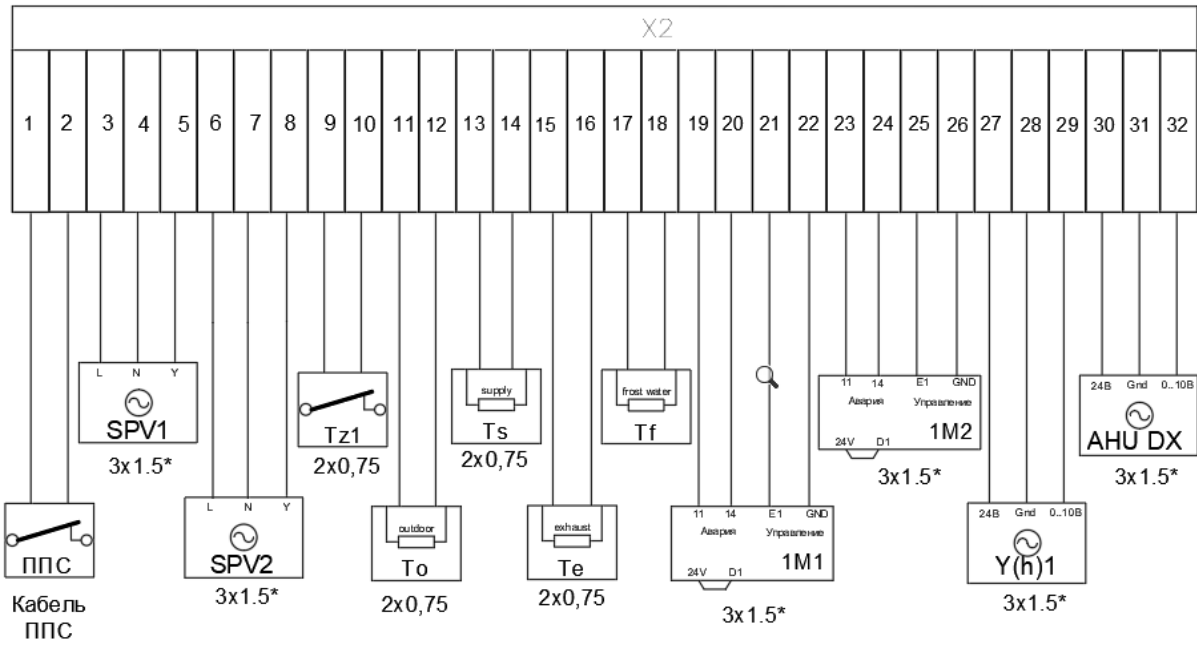 X2
1 2 3 4 5 6 7 8 9 10 11 12 13 14 15 16 17 18 19 20 21 22 23 24 25 26 27 28 29 30 31 32
L N Y
SPV1
3x1.5*
Tz1
2x0,75
supply
Ts
2x0,75
frost water
Tf
11 14 E1 GND
Авария Управление
1M2
24V D1
3x1.5*
24В Gnd 0..10В
AHU DX
3x1.5*
ППС
Кабель
ППС
L N Y
SPV2
3x1.5*
outdoor
To
2x0,75
exhaust
Te
2x0,75
11 14 E1 GND
Авария Управление
1M1
24V D1
3x1.5*
24В Gnd 0..10В
Y(h)1
3x1.5*